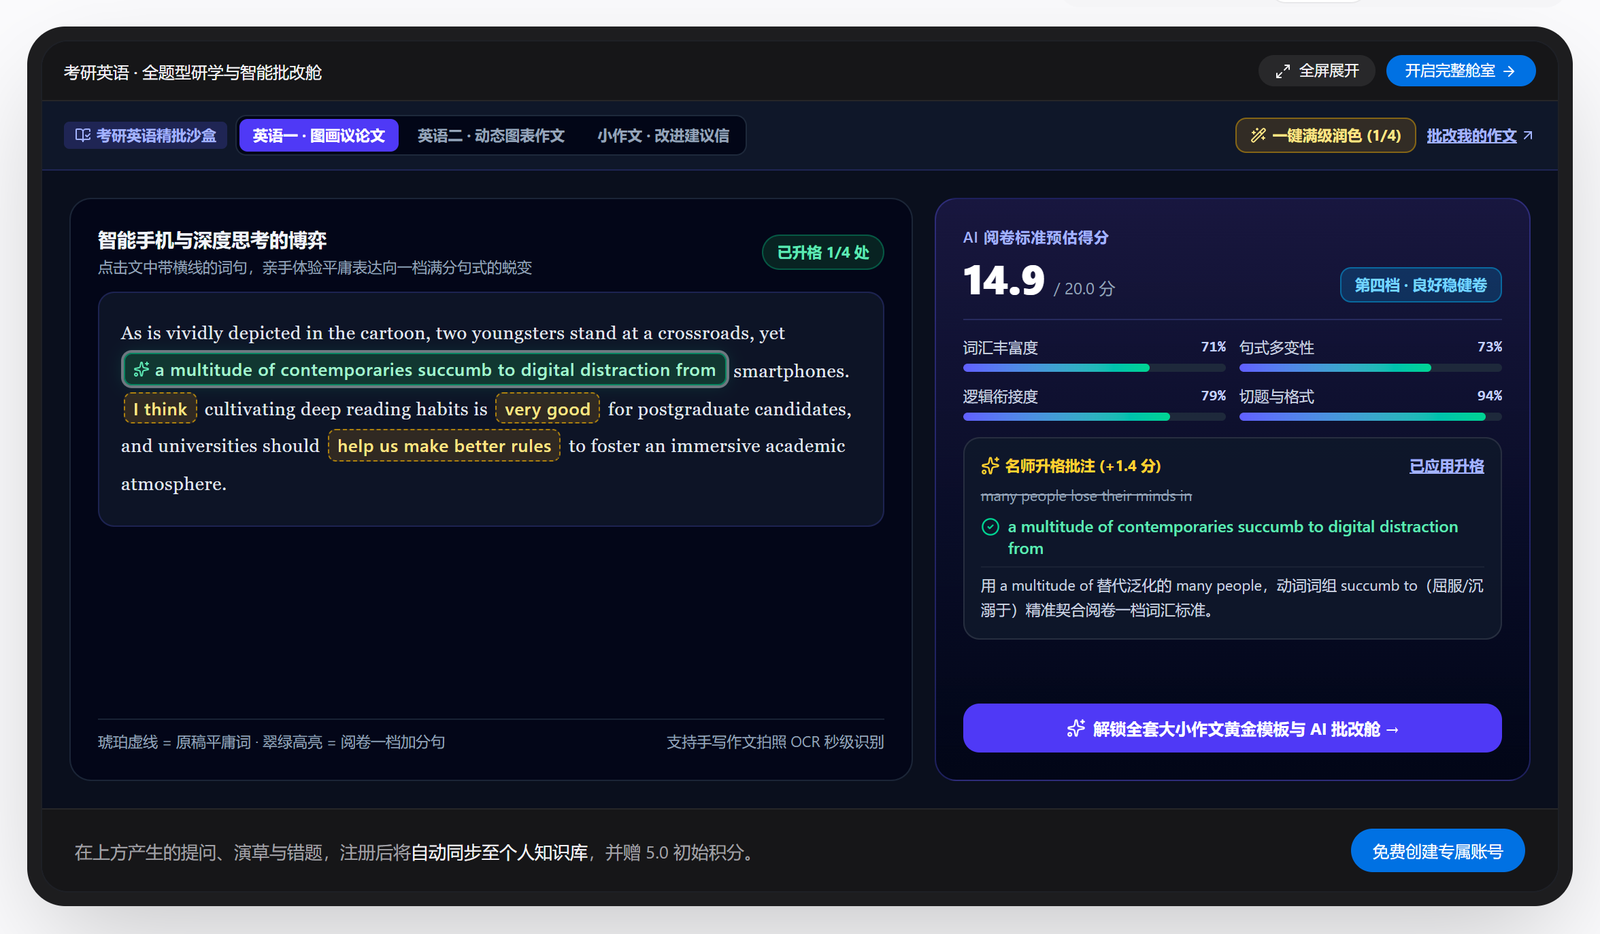 考研英语 · 全题型研学与智能批改舱
全屏展开
开启完整舱室 →
考研英语精批沙盒
英语一 · 图画议论文
英语二 · 动态图表作文
小作文 · 改进建议信
一键满级润色 (1/4)
批改我的作文
智能手机与深度思考的博弈
点击文中带横线的词句，亲手体验平庸表达向一档满分句式的蜕变
已升格 1/4 处
As is vividly depicted in the cartoon, two youngsters stand at a crossroads, yet
a multitude of contemporaries succumb to digital distraction from smartphones.
I think cultivating deep reading habits is very good for postgraduate candidates,
and universities should help us make better rules to foster an immersive academic
atmosphere.
琥珀虚线 = 原稿平庸词 · 翠绿高亮 = 阅卷一档加分句
支持手写作文拍照 OCR 秒级识别
AI 阅卷标准预估得分
14.9 / 20.0 分
第四档 · 良好稳健卷
词汇丰富度 71%
句式多变性 73%
逻辑衔接度 79%
切题与格式 94%
名师升格批注 (+1.4 分)
已应用升格
many people lose their minds in
a multitude of contemporaries succumb to digital distraction
from
用 a multitude of 替代泛化的 many people，动词词组 succumb to（屈服/沉
溺于）精准契合阅卷一档词汇标准。
解锁全套大小作文黄金模板与 AI 批改舱 →
在上方产生的提问、演草与错题，注册后将自动同步至个人知识库，并赠 5.0 初始积分。
免费创建专属账号